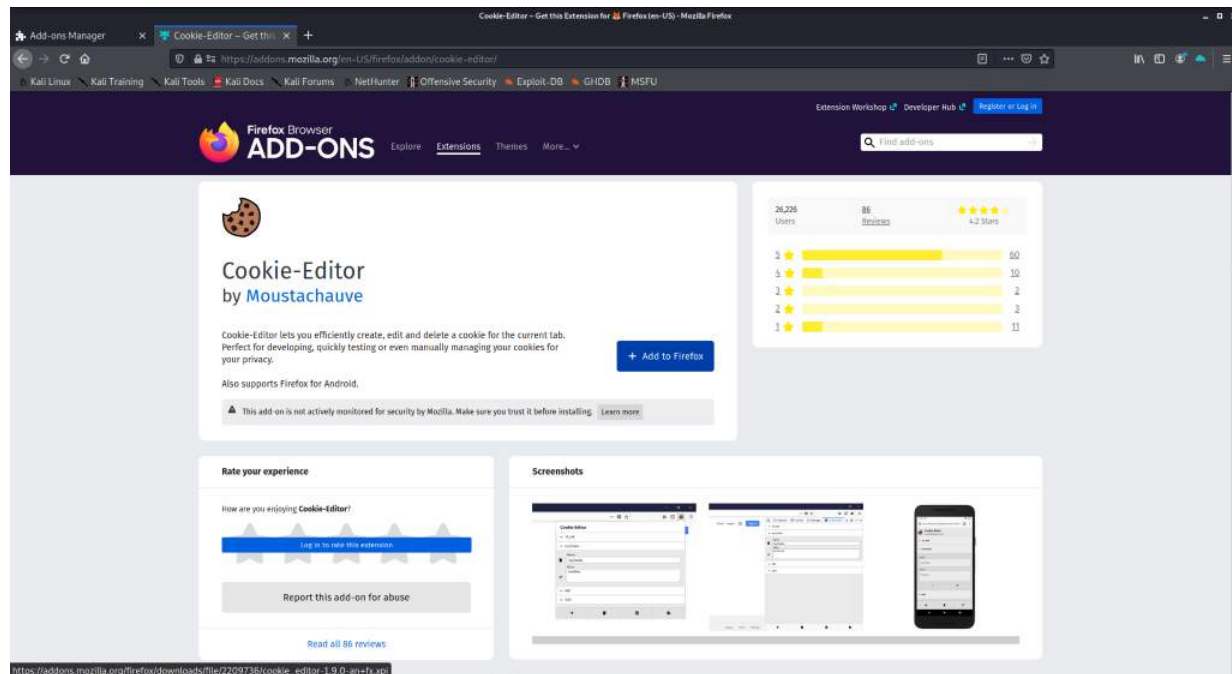 Cookie-Editor – Get this Extension for 🦊 Firefox (en-US) - Mozilla Firefox
Add-ons Manager
Cookie-Editor – Get this
https://addons.mozilla.org/en-US/firefox/addon/cookie-editor/
Kali Linux Kali Training Kali Tools Kali Docs Kali Forums NetHunter Offensive Security Exploit-DB GHDB MSFU
Extension Workshop Developer Hub Register or Log in
Firefox Browser
ADD-ONS
Explore Extensions Themes More...
Find add-ons
26,226
Users
86
Reviews
4.2 Stars
5 60
4 10
3 2
2 3
1 11
Cookie-Editor
by Moustachauve
Cookie-Editor lets you efficiently create, edit and delete a cookie for the current tab.
Perfect for developing, quickly testing or even manually managing your cookies for
your privacy.
Also supports Firefox for Android.
+ Add to Firefox
This add-on is not actively monitored for security by Mozilla. Make sure you trust it before installing. Learn more
Rate your experience
How are you enjoying Cookie-Editor?
Log in to rate this extension
Report this add-on for abuse
Read all 86 reviews
Screenshots
Cookie-Editor
https://addons.mozilla.org/firefox/downloads/file/2209736/cookie_editor-1.9.0-an+fx.xpi